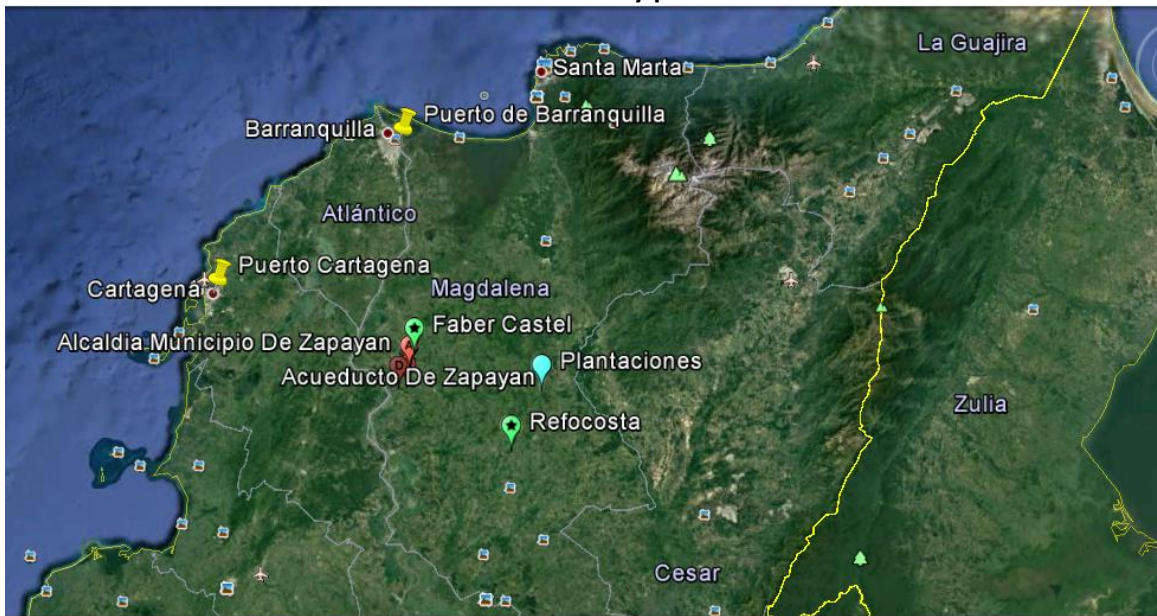 La Guajira
Santa Marta
Puerto de Barranquilla
Barranquilla
Atlántico
Puerto Cartagena
Cartagena
Magdalena
Faber Castel
Alcaldia Municipio De Zapayan
A
D
Plantaciones
Acueducto De Zapayan
Zulia
Refocosta
Cesar